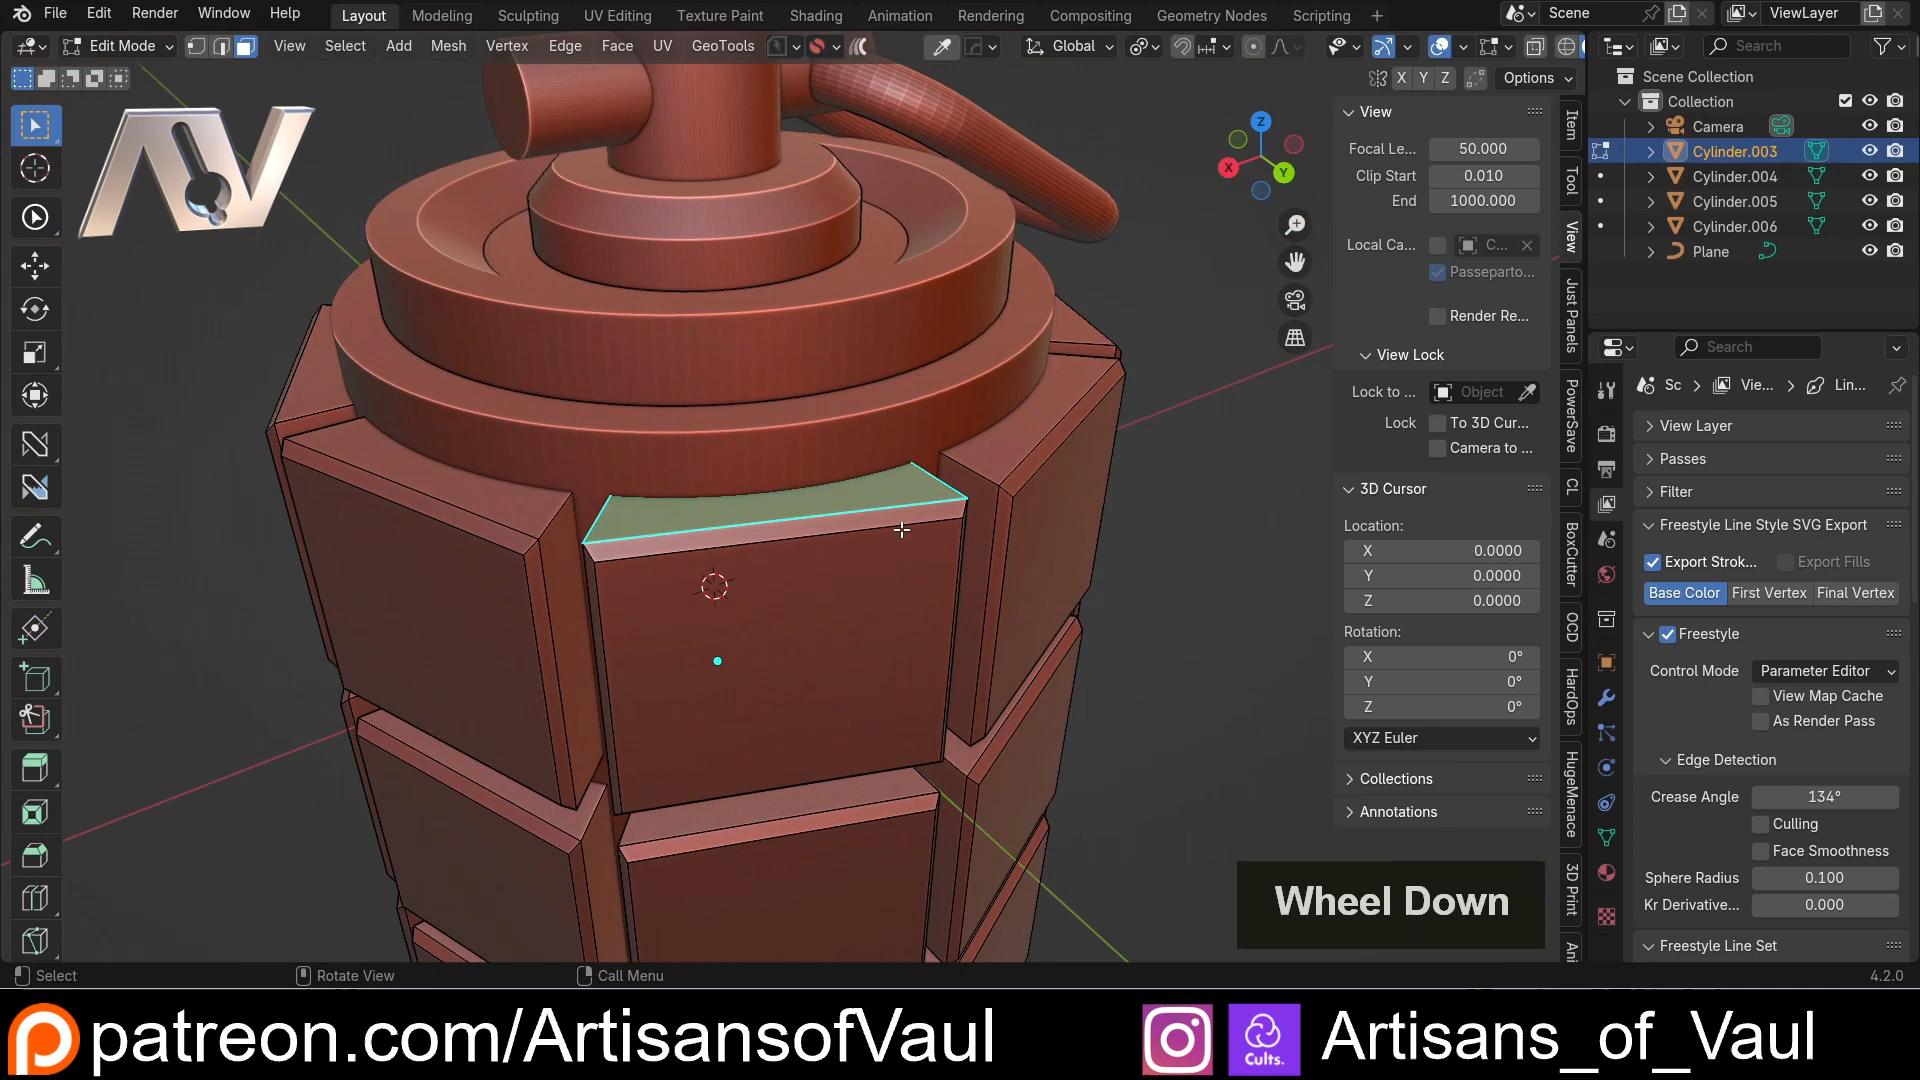 File Edit Render Window Help Layout Modeling Sculpting UV Editing Texture Paint Shading Animation Rendering Compositing Geometry Nodes Scripting + Scene ViewLayer
Edit Mode View Select Add Mesh Vertex Edge Face UV GeoTools Global Search
X Y Z Options
Scene Collection
Collection
Camera
Cylinder.003
Cylinder.004
Cylinder.005
Cylinder.006
Plane
View
Focal Le... 50.000
Clip Start 0.010
End 1000.000
Local Ca... C...
Passeparto...
Render Re...
View Lock
Lock to ... Object
Lock To 3D Cur...
Camera to ...
3D Cursor
Location:
X 0.0000
Y 0.0000
Z 0.0000
Rotation:
X 0°
Y 0°
Z 0°
XYZ Euler
Collections
Annotations
Item
Tool
View
Just Panels
PowerSave
CL
BoxCutter
OCD
HardOps
HugeMenace
3D Print
Ani
Z
X
Y
AV
Search
Sc Vie... Lin...
View Layer
Passes
Filter
Freestyle Line Style SVG Export
Export Strok... Export Fills
Base Color First Vertex Final Vertex
Freestyle
Control Mode Parameter Editor
View Map Cache
As Render Pass
Edge Detection
Crease Angle 134°
Culling
Face Smoothness
Sphere Radius 0.100
Kr Derivative... 0.000
Freestyle Line Set
Wheel Down
Select Rotate View Call Menu 4.2.0
patreon.com/ArtisansofVaul Cults. Artisans_of_Vaul